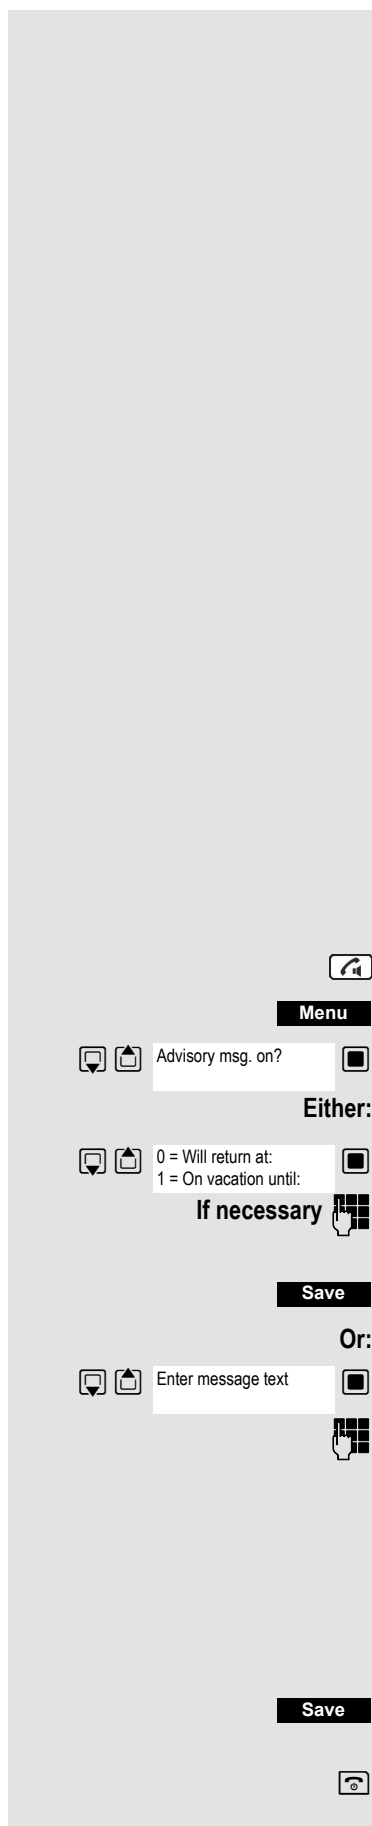 Menu
Advisory msg. on?
Either:
0 = Will return at:
1 = On vacation until:
If necessary
Save
Or:
Enter message text
Save